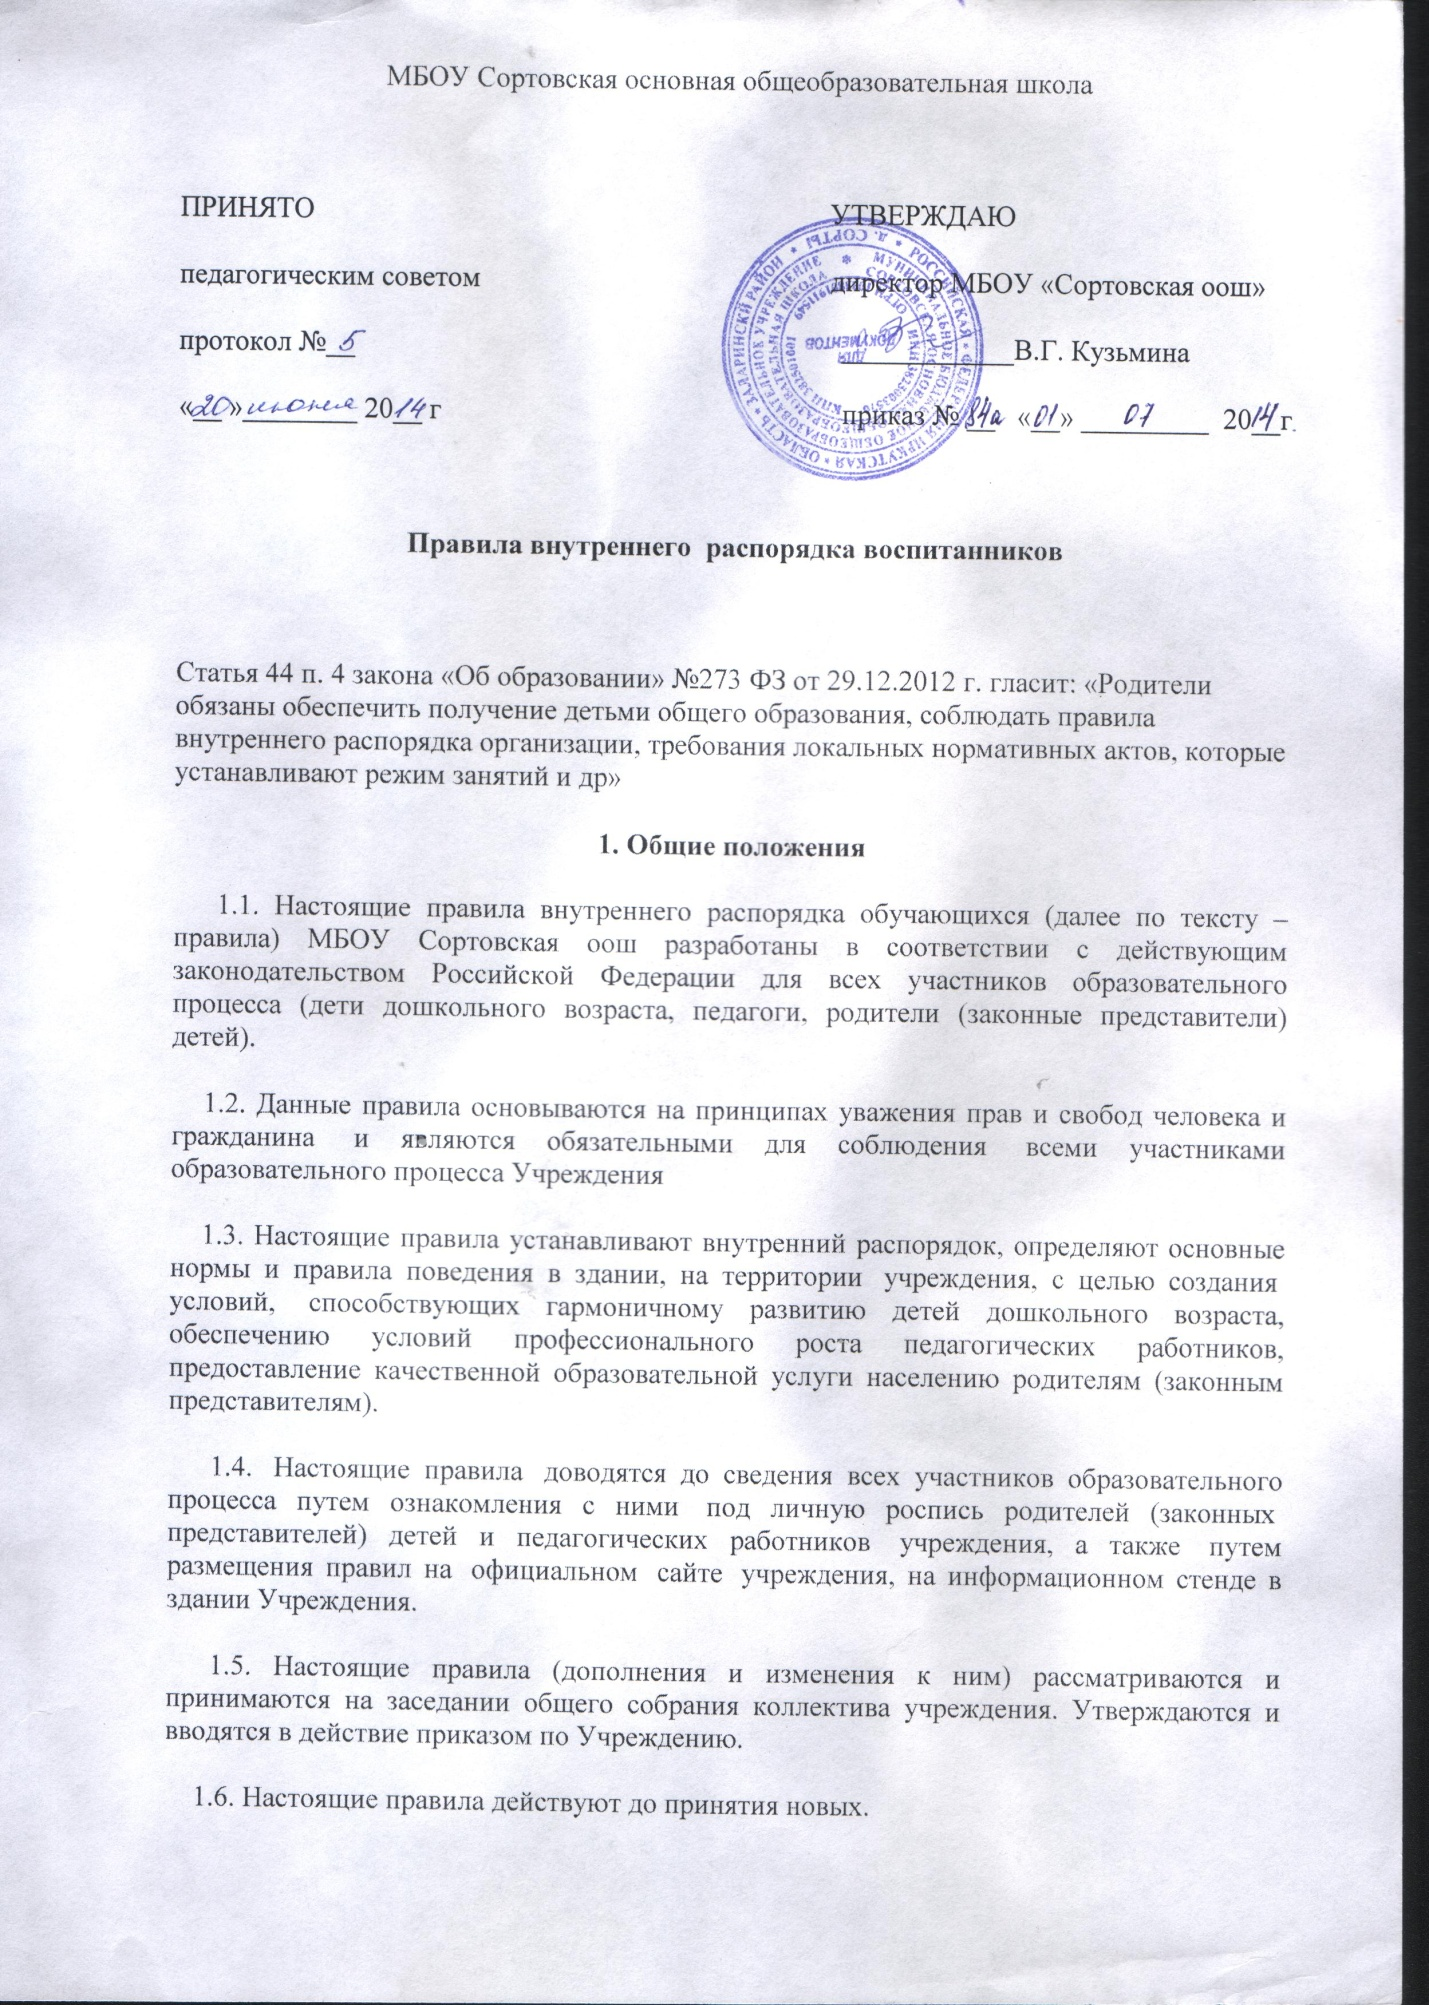 МБОУ Сортовская основная общеобразовательная школа
ПРИНЯТО
педагогическим советом
протокол № 5
«20» июня 2014 г
УТВЕРЖДАЮ
директор МБОУ «Сортовская оош»
____________В.Г. Кузьмина
приказ № 84а «01» 07 2014 г.
РОССИЙСКАЯ ФЕДЕРАЦИЯ ИРКУТСКАЯ ОБЛАСТЬ * ЗАЛАРИНСКИЙ РАЙОН * д. СОРТЫ *
ДЛЯ
ДОКУМЕНТОВ
Правила внутреннего распорядка воспитанников
Статья 44 п. 4 закона «Об образовании» №273 ФЗ от 29.12.2012 г. гласит: «Родители
обязаны обеспечить получение детьми общего образования, соблюдать правила
внутреннего распорядка организации, требования локальных нормативных актов, которые
устанавливают режим занятий и др»
1. Общие положения
1.1. Настоящие правила внутреннего распорядка обучающихся (далее по тексту –
правила) МБОУ Сортовская оош разработаны в соответствии с действующим
законодательством Российской Федерации для всех участников образовательного
процесса (дети дошкольного возраста, педагоги, родители (законные представители)
детей).
1.2. Данные правила основываются на принципах уважения прав и свобод человека и
гражданина и являются обязательными для соблюдения всеми участниками
образовательного процесса Учреждения
1.3. Настоящие правила устанавливают внутренний распорядок, определяют основные
нормы и правила поведения в здании, на территории учреждения, с целью создания
условий, способствующих гармоничному развитию детей дошкольного возраста,
обеспечению условий профессионального роста педагогических работников,
предоставление качественной образовательной услуги населению родителям (законным
представителям).
1.4. Настоящие правила доводятся до сведения всех участников образовательного
процесса путем ознакомления с ними под личную роспись родителей (законных
представителей) детей и педагогических работников учреждения, а также путем
размещения правил на официальном сайте учреждения, на информационном стенде в
здании Учреждения.
1.5. Настоящие правила (дополнения и изменения к ним) рассматриваются и
принимаются на заседании общего собрания коллектива учреждения. Утверждаются и
вводятся в действие приказом по Учреждению.
1.6. Настоящие правила действуют до принятия новых.